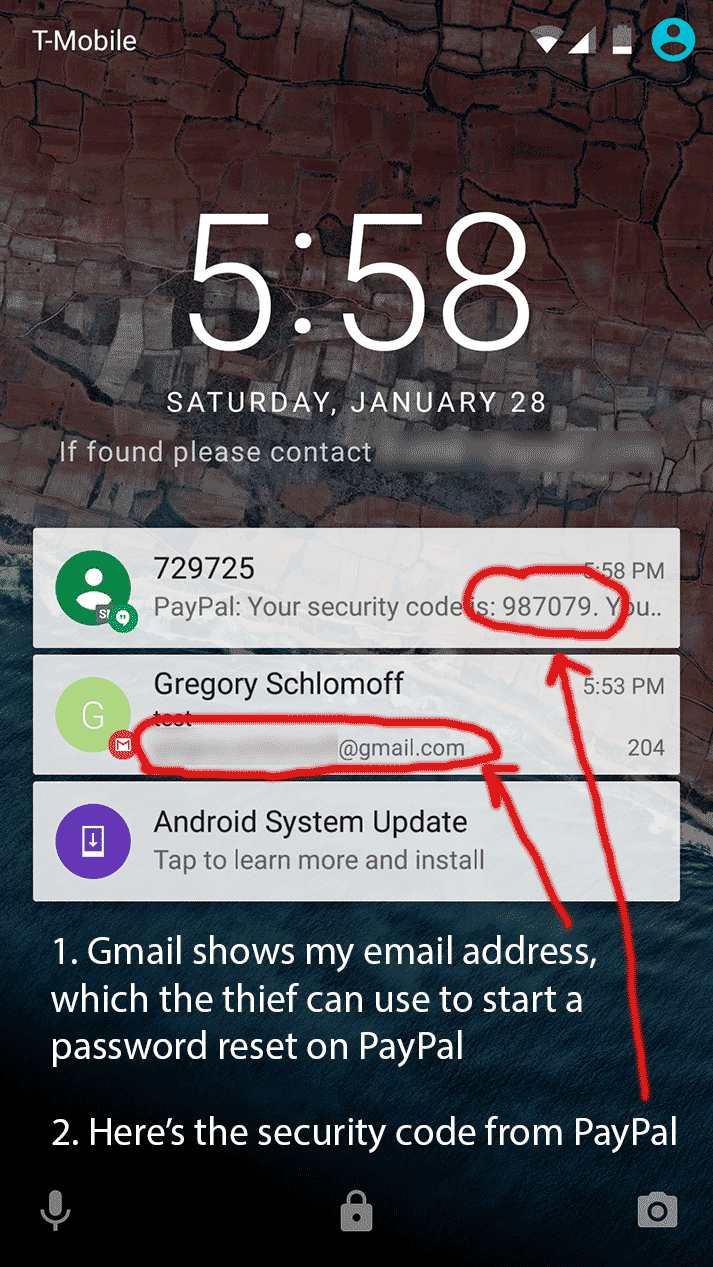 T-Mobile
5:58
SATURDAY, JANUARY 28
If found please contact
729725
5:58 PM
PayPal: Your security code is: 987079. You..
Gregory Schlomoff
5:53 PM
test
@gmail.com
204
G
Android System Update
Tap to learn more and install
1. Gmail shows my email address,
which the thief can use to start a
password reset on PayPal
2. Here’s the security code from PayPal